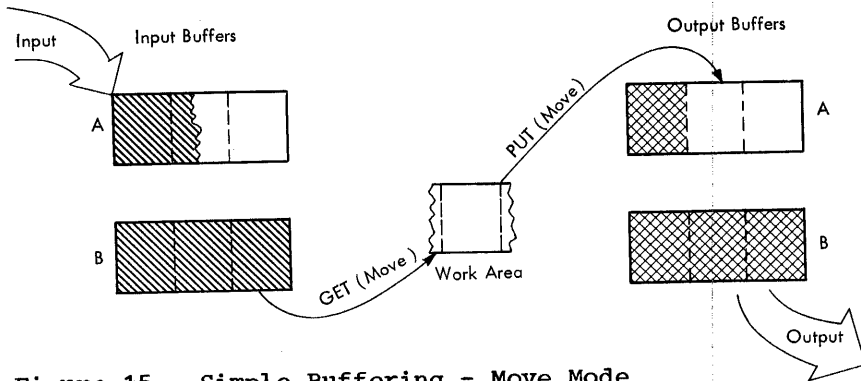 Input
Input Buffers
Output Buffers
A
PUT (Move)
A
B
GET (Move)
Work Area
B
Output
Figure 15. Simple Buffering - Move Mode